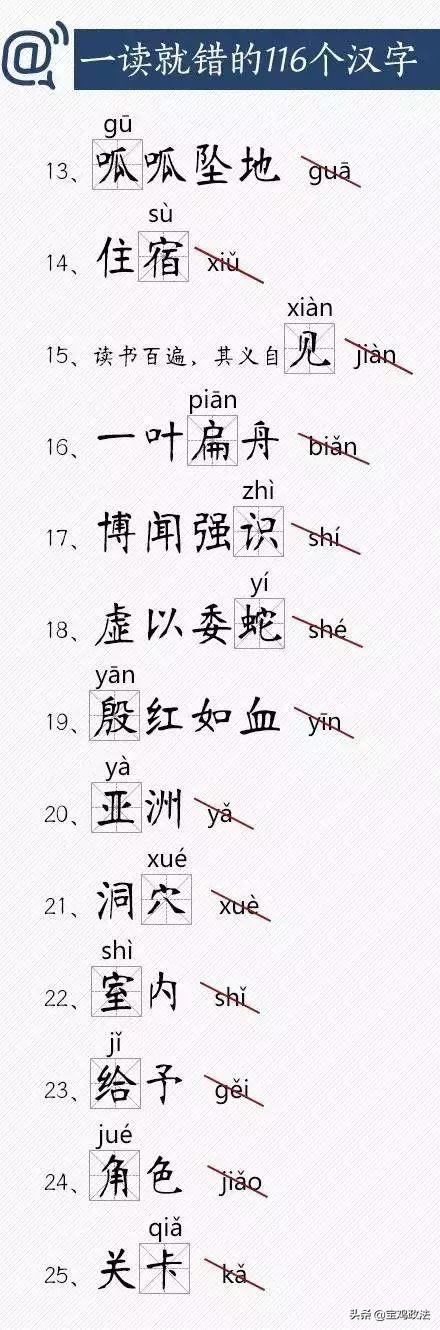 @ 一读就错的116个汉字
gū
13、呱呱坠地 guā
sù
14、住宿 xiǔ
xiàn
15、读书百遍，其义自见 jiàn
piān
16、一叶扁舟 biǎn
zhì
17、博闻强识 shí
yí
18、虚以委蛇 shé
yān
19、殷红如血 yīn
yà
20、亚洲 yǎ
xué
21、洞穴 xuè
shì
22、室内 shǐ
jǐ
23、给予 gěi
jué
24、角色 jiǎo
qiǎ
25、关卡 kǎ
头条 @宝鸡政法